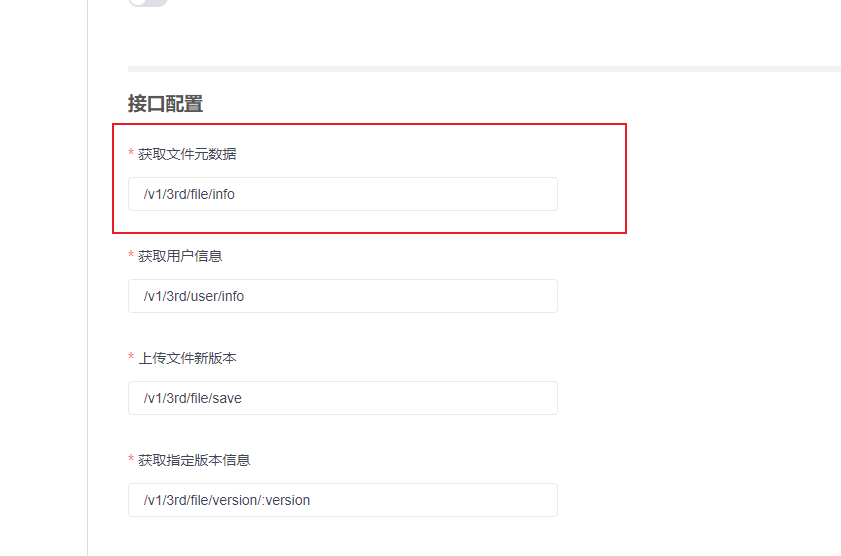 接口配置
* 获取文件元数据
/v1/3rd/file/info
* 获取用户信息
/v1/3rd/user/info
* 上传文件新版本
/v1/3rd/file/save
* 获取指定版本信息
/v1/3rd/file/version/:version